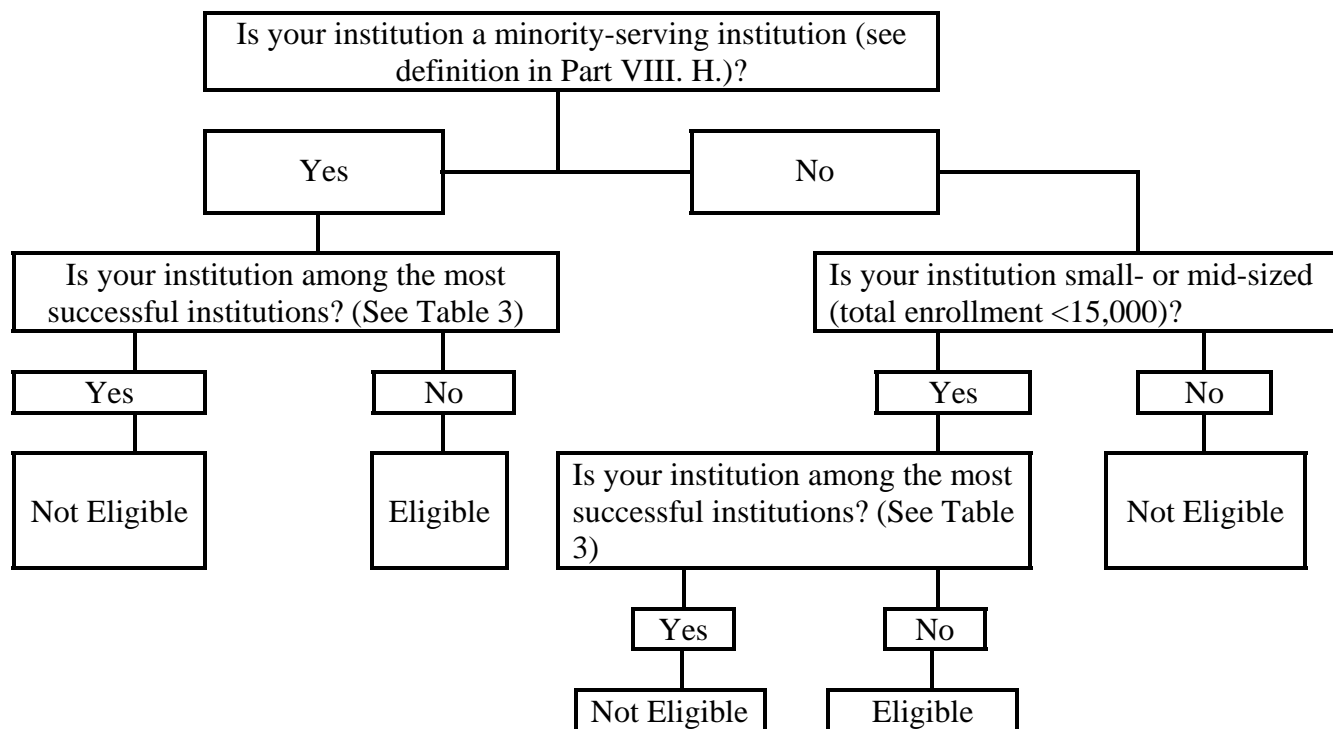 Is your institution a minority-serving institution (see
definition in Part VIII. H.)?
Yes
No
Is your institution among the most
successful institutions? (See Table 3)
Is your institution small- or mid-sized
(total enrollment <15,000)?
Yes
No
Yes
No
Not Eligible
Eligible
Is your institution among the most
successful institutions? (See Table
3)
Not Eligible
Yes
No
Not Eligible
Eligible